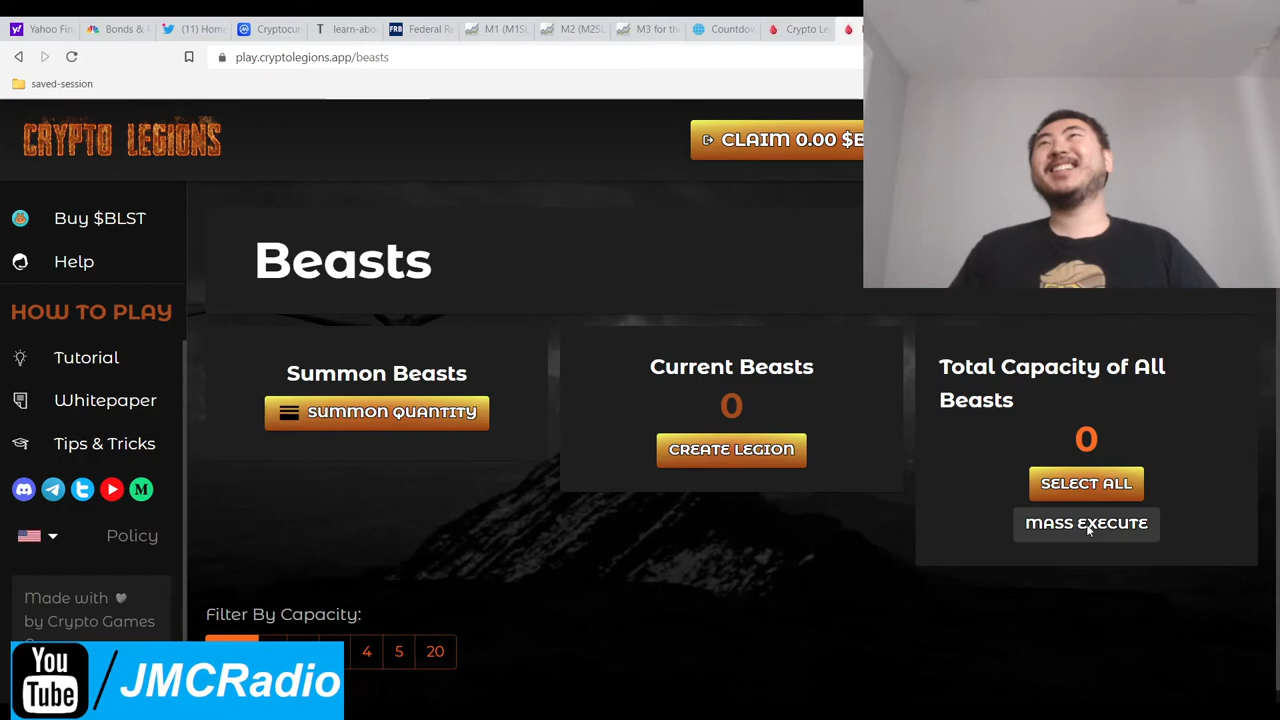 Yahoo Fin
Bonds &
(11) Home
Cryptocur
learn-abo
Federal Re
M1 (M1SL
M2 (M2SL
M3 for th
Countdow
Crypto Le
play.cryptolegions.app/beasts
saved-session
CRYPTO LEGIONS
CLAIM 0.00 $B
Buy $BLST
Help
HOW TO PLAY
Tutorial
Whitepaper
Tips & Tricks
Policy
Made with
by Crypto Games
Beasts
Summon Beasts
SUMMON QUANTITY
Current Beasts
0
CREATE LEGION
Total Capacity of All
Beasts
0
SELECT ALL
MASS EXECUTE
Filter By Capacity:
4 5 20
You
Tube
/JMCRadio